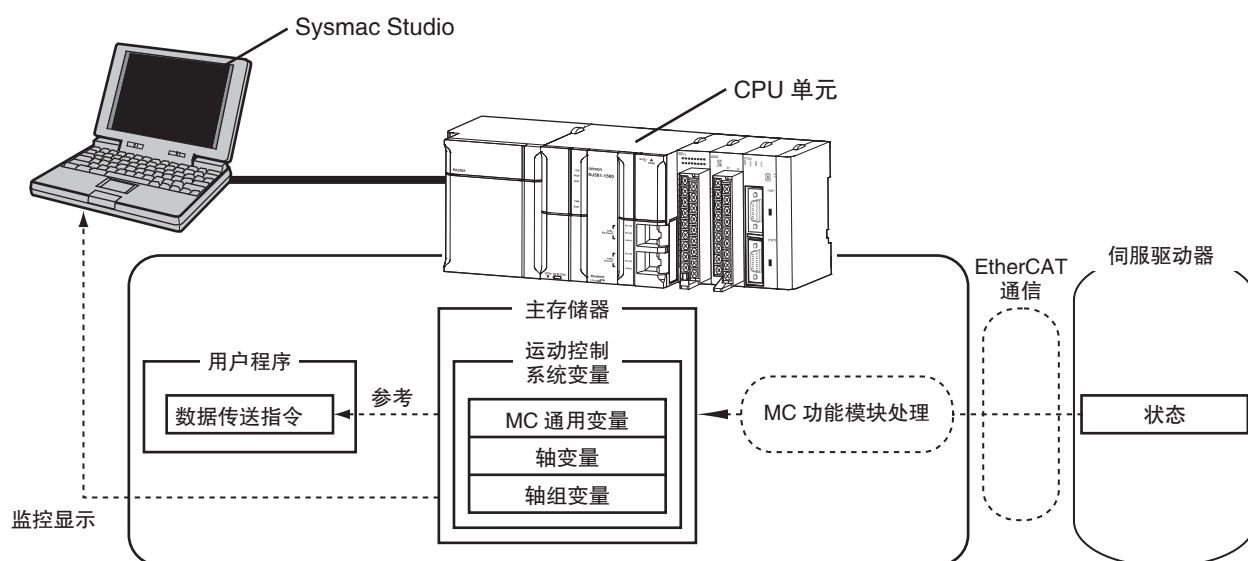 Sysmac Studio
CPU 单元
NJ501-1500
EtherCAT
通信
伺服驱动器
主存储器
运动控制
系统变量
用户程序
参考
数据传送指令
MC 通用变量
MC 功能模块处理
状态
轴变量
轴组变量
监控显示